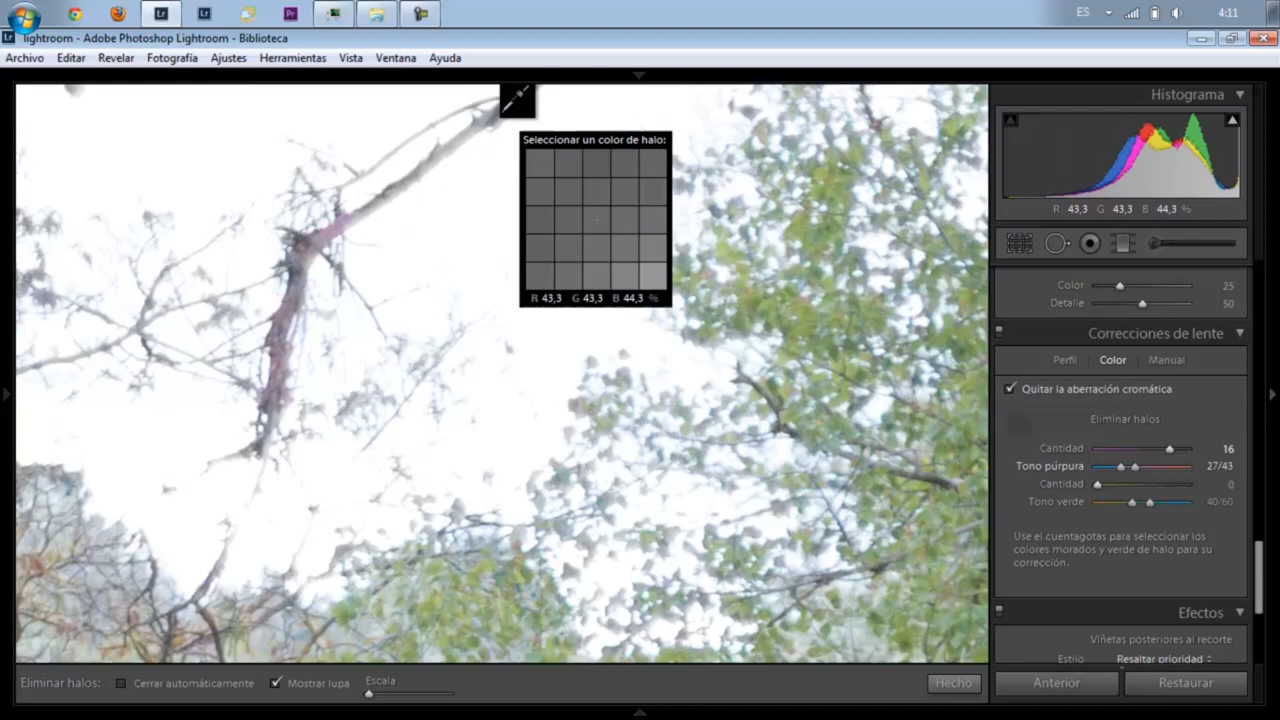 ES
4:11
lightroom - Adobe Photoshop Lightroom - Biblioteca
Archivo Editar Revelar Fotografía Ajustes Herramientas Vista Ventana Ayuda
Histograma
Seleccionar un color de halo:
R 43,3 G 43,3 B 44,3 %
R 43,3 G 43,3 B 44,3 %
Color 25
Detalle 50
Correcciones de lente
Perfil Color Manual
Quitar la aberración cromática
Eliminar halos
Cantidad 16
Tono púrpura 27/43
Cantidad 0
Tono verde 40/60
Use el cuentagotas para seleccionar los
colores morados y verde de halo para su
corrección.
Efectos
Viñetas posteriores al recorte
Estilo Resaltar prioridad
Eliminar halos: Cerrar automáticamente Mostrar lupa Escala Hecho
Anterior Restaurar